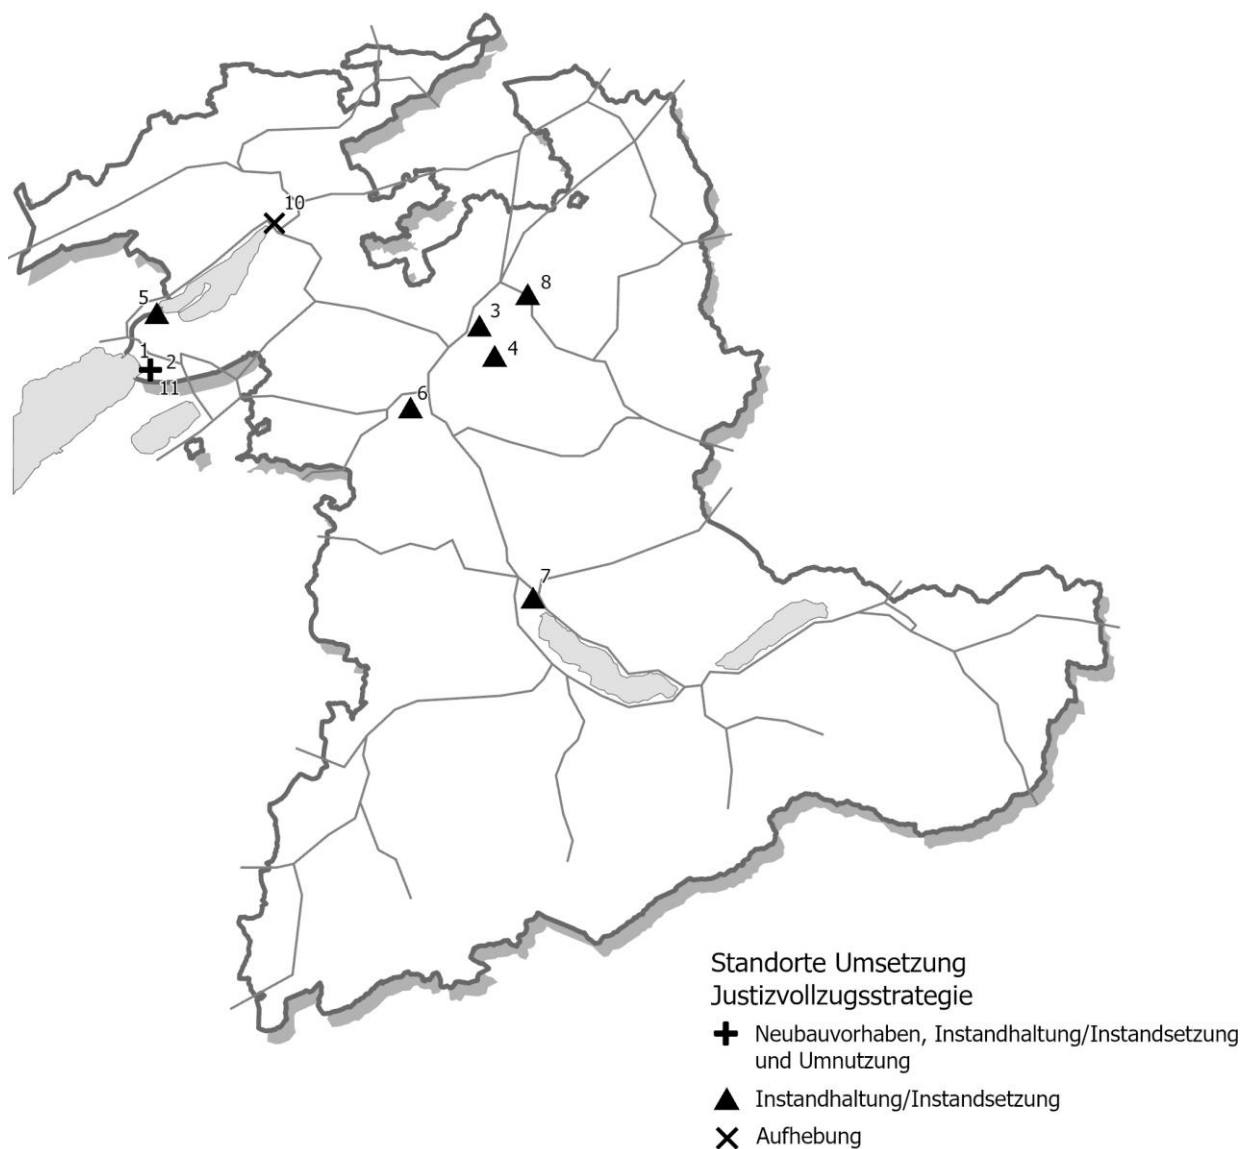 10
8
5
3
4
1
2
11
6
7
Standorte Umsetzung
Justizvollzugsstrategie
Neubauvorhaben, Instandhaltung/Instandsetzung
und Umnutzung
Instandhaltung/Instandsetzung
Aufhebung